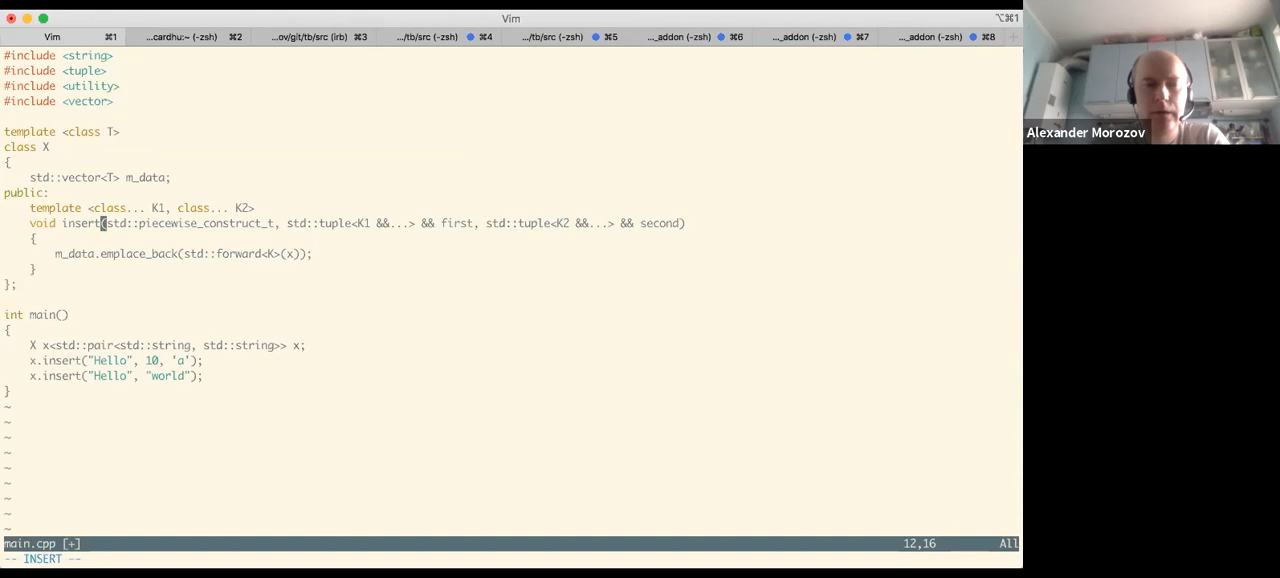 Vim
⌥⌘1
Vim ⌘1 ...cardhu:~ (-zsh) ⌘2 ...ov/git/tb/src (irb) ⌘3 .../tb/src (-zsh) ⌘4 .../tb/src (-zsh) ⌘5 ..._addon (-zsh) ⌘6 ..._addon (-zsh) ⌘7 ..._addon (-zsh) ⌘8 +
#include <string>
#include <tuple>
#include <utility>
#include <vector>
template <class T>
class X
{
    std::vector<T> m_data;
public:
    template <class... K1, class... K2>
    void insert(std::piecewise_construct_t, std::tuple<K1 &&...> && first, std::tuple<K2 &&...> && second)
    {
        m_data.emplace_back(std::forward<K>(x));
    }
};
int main()
{
    X x<std::pair<std::string, std::string>> x;
    x.insert("Hello", 10, 'a');
    x.insert("Hello", "world");
}
~
~
~
~
~
~
~
~
~
main.cpp [+] 12,16 All
-- INSERT --
Alexander Morozov